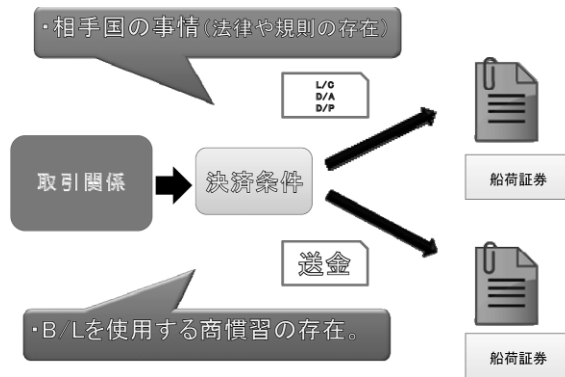 ・相手国の事情(法律や規則の存在)
L/C
D/A
D/P
船荷証券
取引関係
決済条件
送金
・B/Lを使用する商慣習の存在。
船荷証券